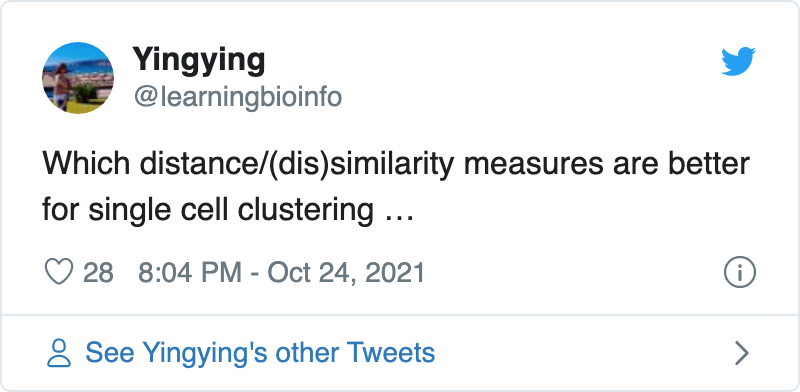 Yingying
@learningbioinfo
Which distance/(dis)similarity measures are better
for single cell clustering …
28 8:04 PM - Oct 24, 2021
See Yingying's other Tweets